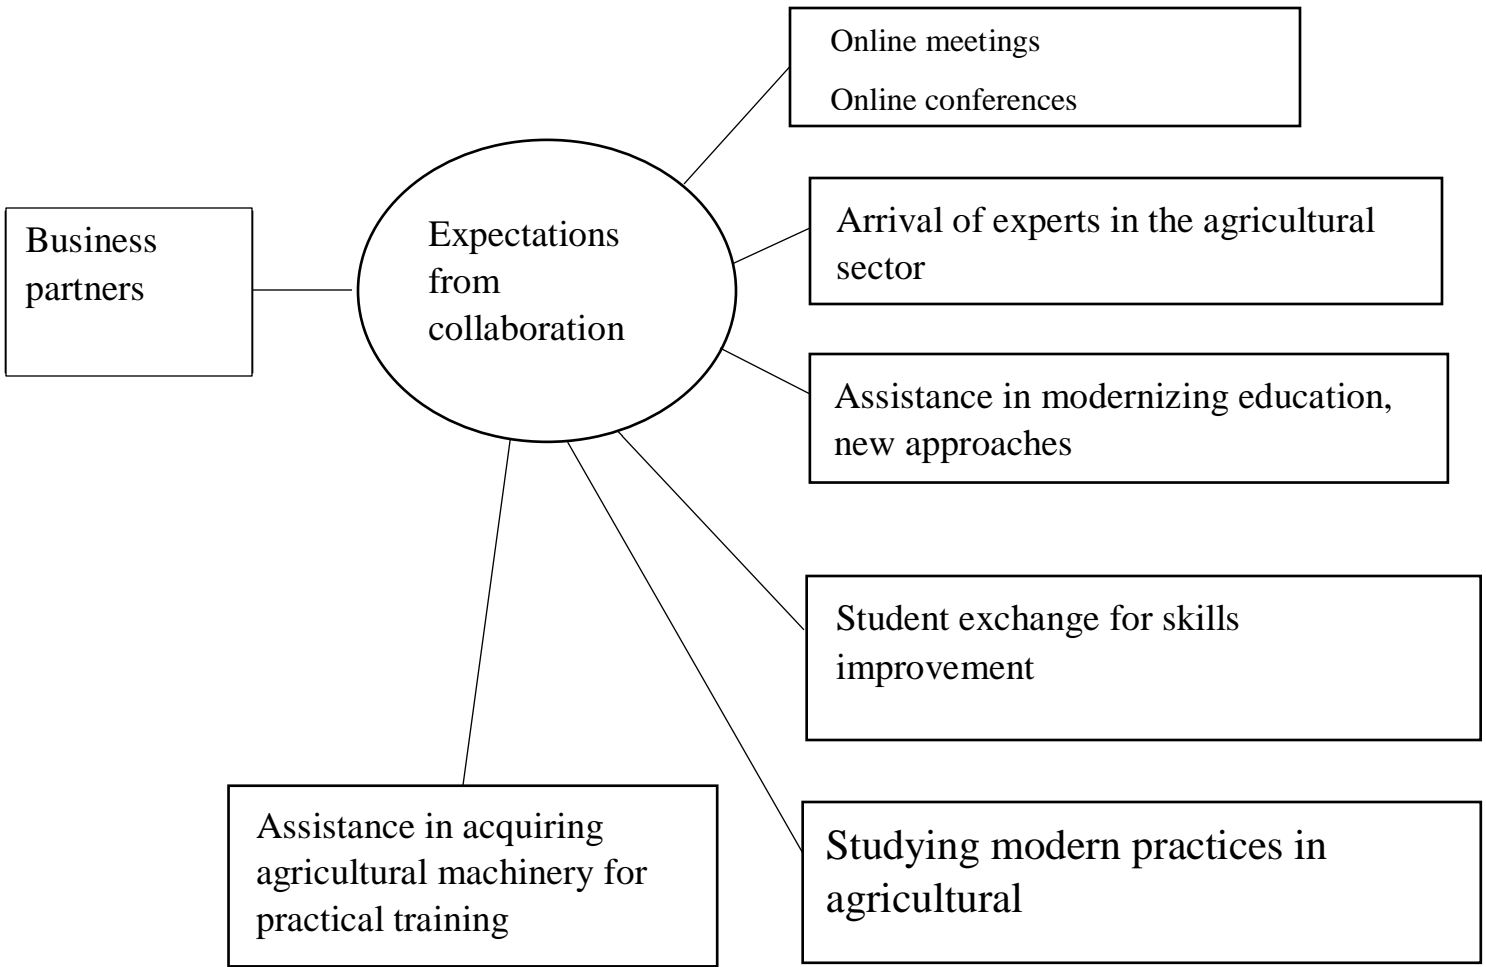 Business
partners
Expectations
from
collaboration
Online meetings
Online conferences
Arrival of experts in the agricultural
sector
Assistance in modernizing education,
new approaches
Student exchange for skills
improvement
Studying modern practices in
agricultural
Assistance in acquiring
agricultural machinery for
practical training